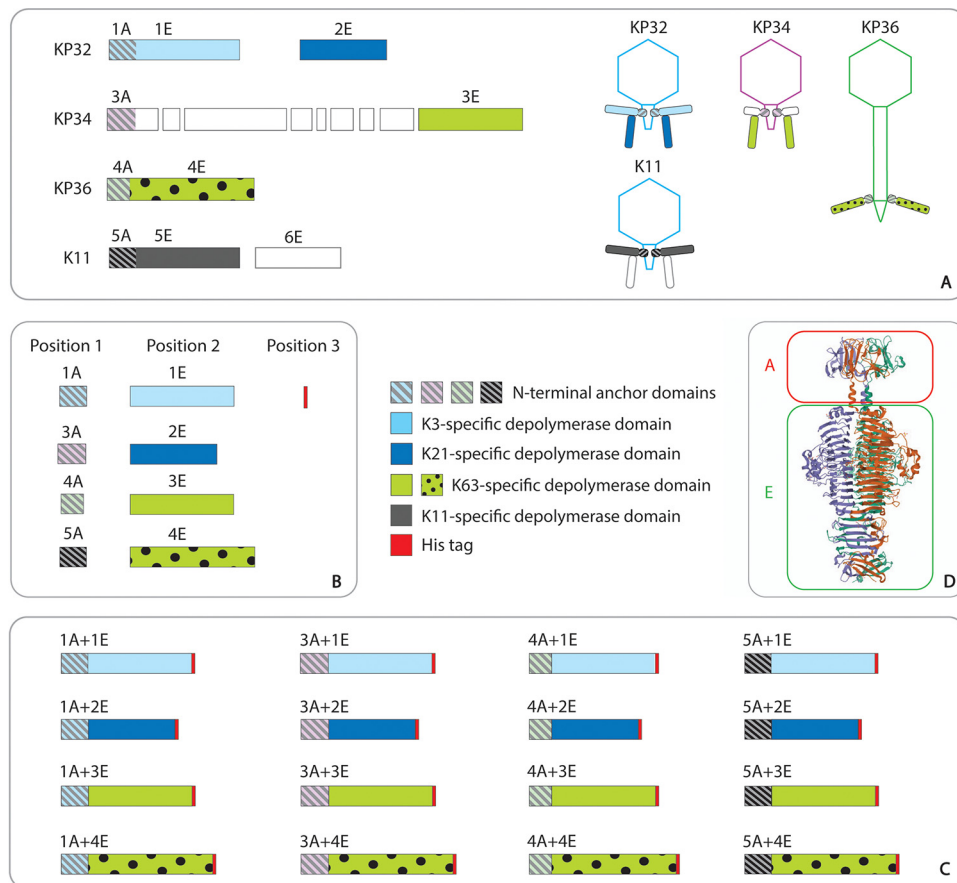 1A 1E 2E
KP32
3A 3E
KP34
4A 4E
KP36
5A 5E 6E
K11
KP32 KP34 KP36
K11
A
Position 1 Position 2 Position 3
1A 1E
3A 2E
4A 3E
5A 4E
B
N-terminal anchor domains
K3-specific depolymerase domain
K21-specific depolymerase domain
K63-specific depolymerase domain
K11-specific depolymerase domain
His tag
A
E
D
1A+1E 3A+1E 4A+1E 5A+1E
1A+2E 3A+2E 4A+2E 5A+2E
1A+3E 3A+3E 4A+3E 5A+3E
1A+4E 3A+4E 4A+4E 5A+4E
C